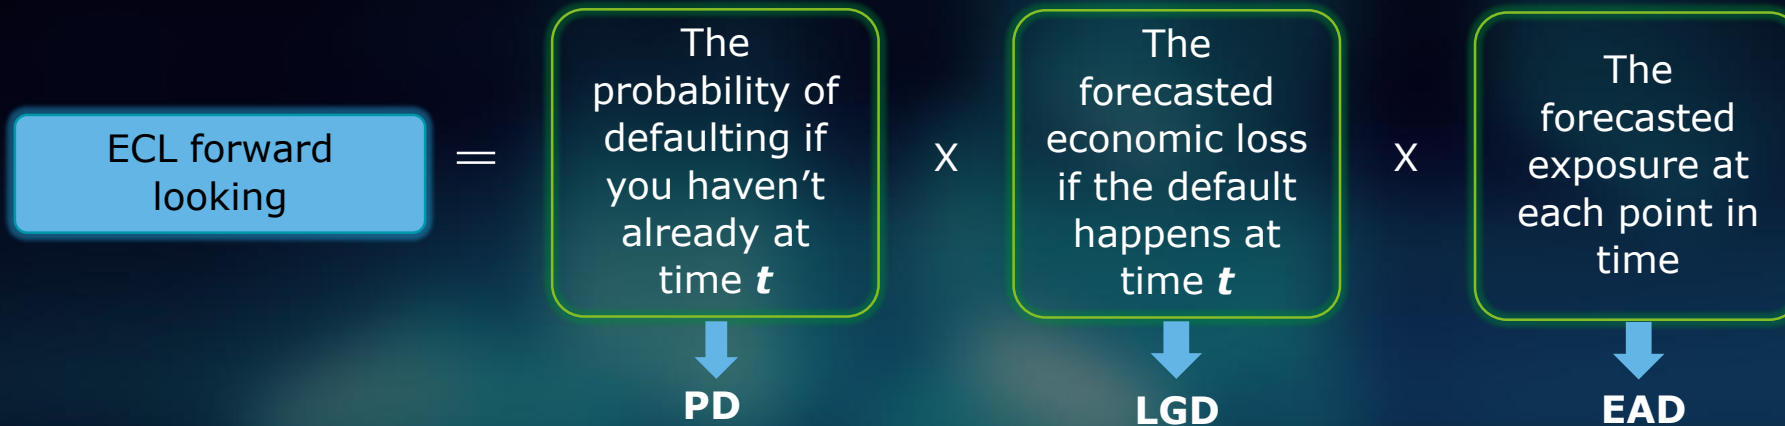 ECL forward
looking
=
The
probability of
defaulting if
you haven’t
already at
time t
X
The
forecasted
economic loss
if the default
happens at
time t
X
The
forecasted
exposure at
each point in
time
PD
LGD
EAD